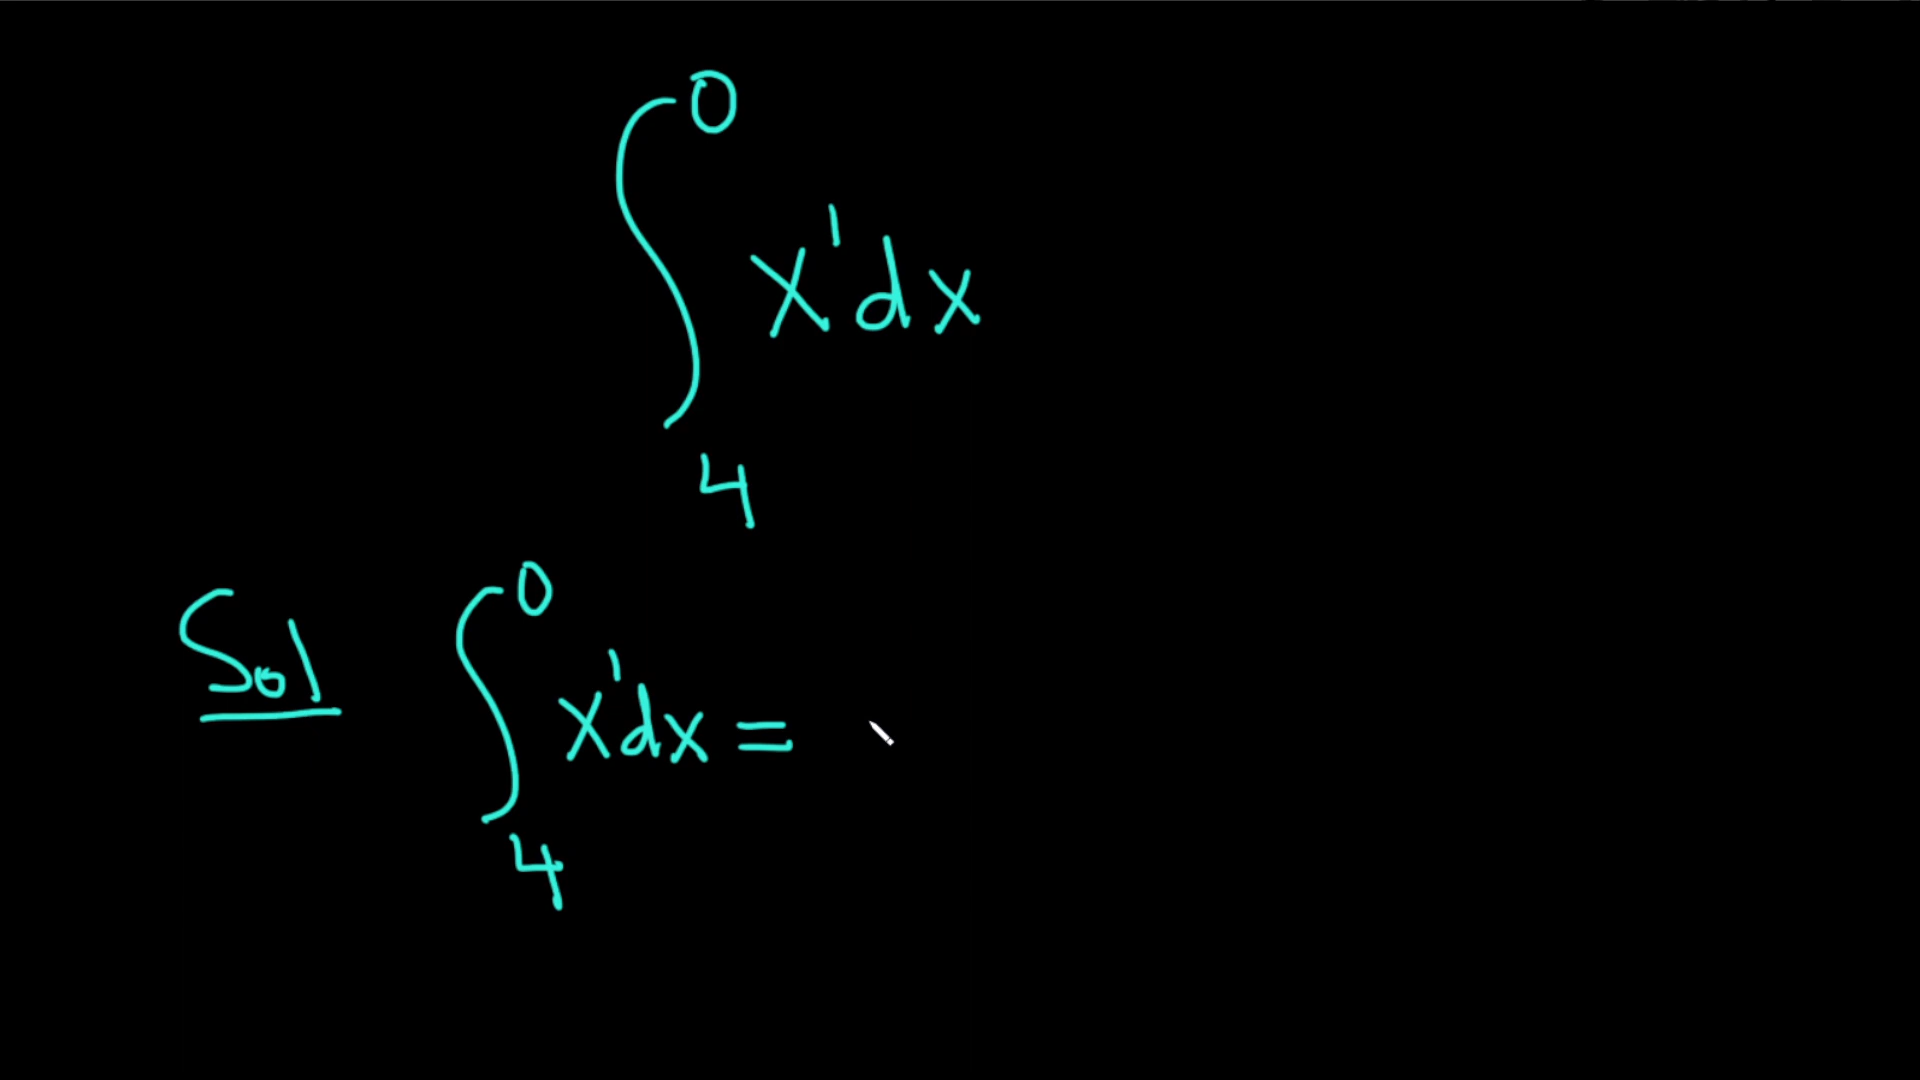 ∫₄⁰ x¹dx
Sol ∫₄⁰ x¹dx =